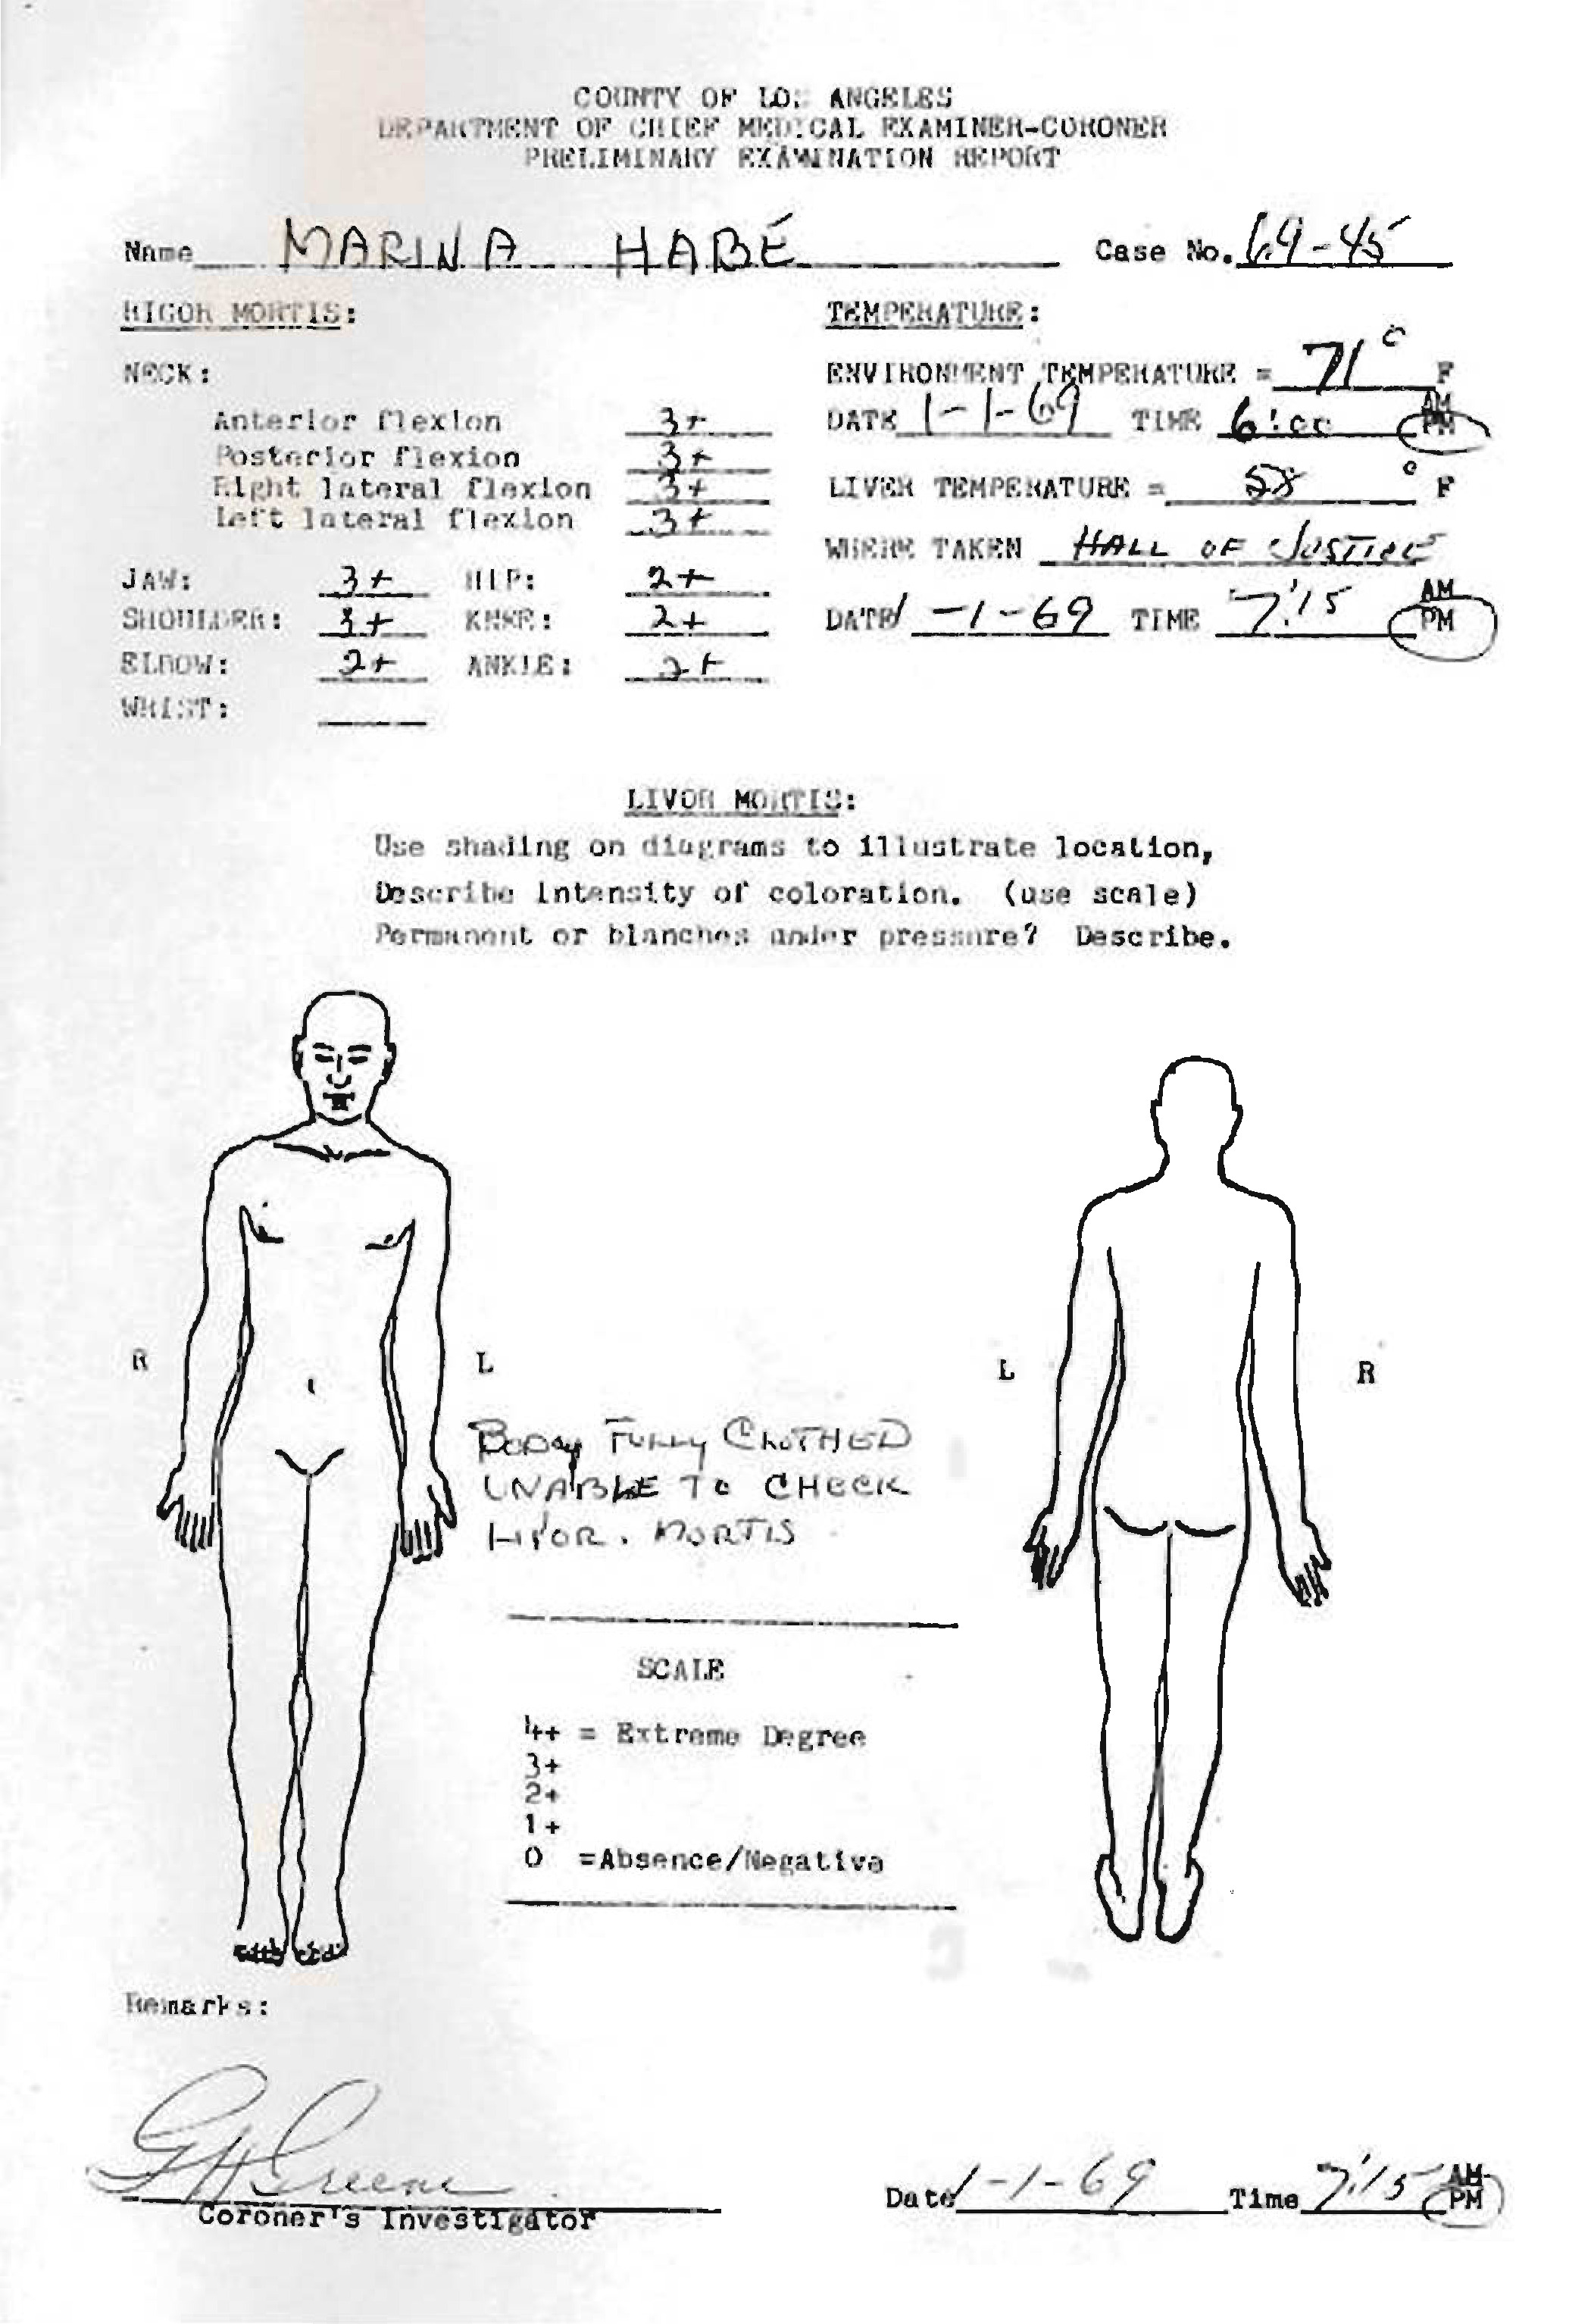 COUNTY OF LOS ANGELES
DEPARTMENT OF CHIEF MEDICAL EXAMINER-CORONER
PRELIMINARY EXAMINATION REPORT
Name MARINA HABÉ Case No. 69-45
RIGOR MORTIS: TEMPERATURE:
NECK: ENVIRONMENT TEMPERATURE = 71° F
Anterior flexion 3+ DATE 1-1-69 TIME 6:00 AM PM
Posterior flexion 3+
Right lateral flexion 3+ LIVER TEMPERATURE = ° F
Left lateral flexion 3+
WHERE TAKEN HALL OF JUSTICE
JAW: 3+ HIP: 2+
SHOULDER: 3+ KNEE: 2+ DATE 1-1-69 TIME 7:15 AM PM
ELBOW: 2+ ANKLE: 2+
WRIST:
LIVOR MORTIS:
Use shading on diagrams to illustrate location,
Describe intensity of coloration. (use scale)
Permanent or blanches under pressure? Describe.
R L L R
BODY FULLY CLOTHED
UNABLE TO CHECK
LIVOR. MORTIS
SCALE
4+ = Extreme Degree
3+
2+
1+
0 =Absence/Negative
Remarks:
GH Greene
Coroner's Investigator
Date 1-1-69 Time 7:15 AM PM